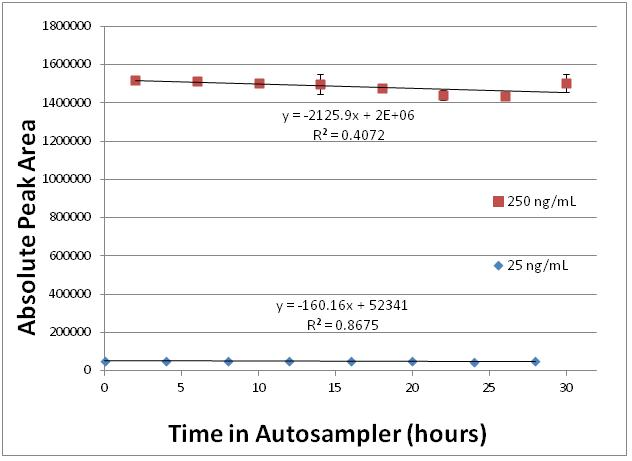 1800000
1600000
1400000
1200000
1000000
800000
600000
400000
200000
0
Absolute Peak Area
y = -2125.9x + 2E+06
R² = 0.4072
250 ng/mL
25 ng/mL
y = -160.16x + 52341
R² = 0.8675
0 5 10 15 20 25 30
Time in Autosampler (hours)